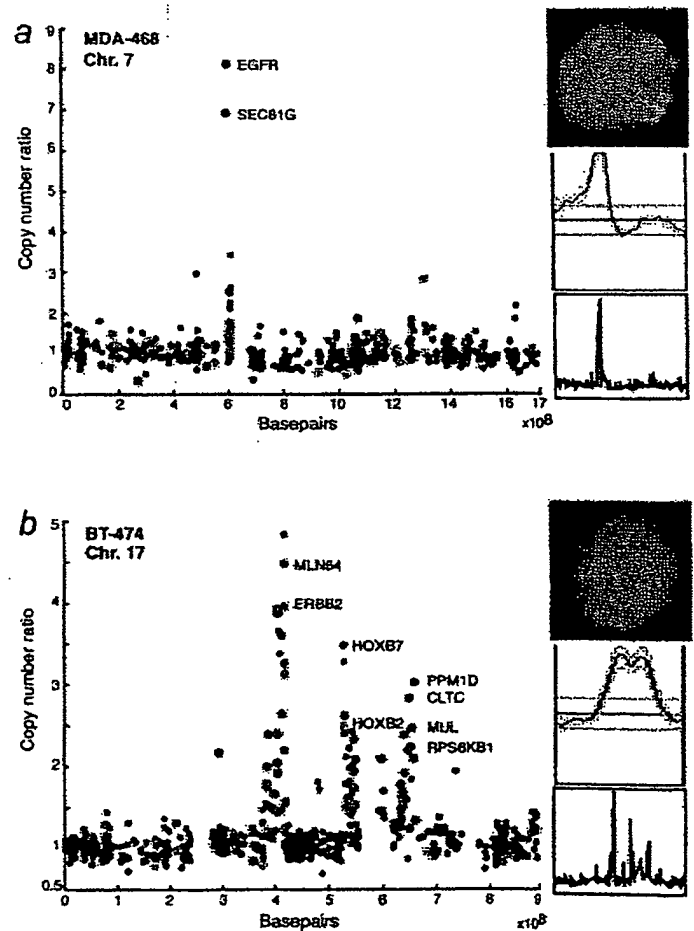 a
MDA-468
Chr. 7
Copy number ratio
9
8
7
6
5
4
3
2
1
0
EGFR
SEC61G
0 2 4 6 8 10 12 14 16 17
Basepairs
x10⁸
b
BT-474
Chr. 17
Copy number ratio
5
4
3
2
1
0.5
MLN64
ERBB2
HOXB7
PPM1D
CLTC
HOXB2
MUL
RPS6KB1
0 1 2 3 4 5 6 7 8 9
Basepairs
x10⁸